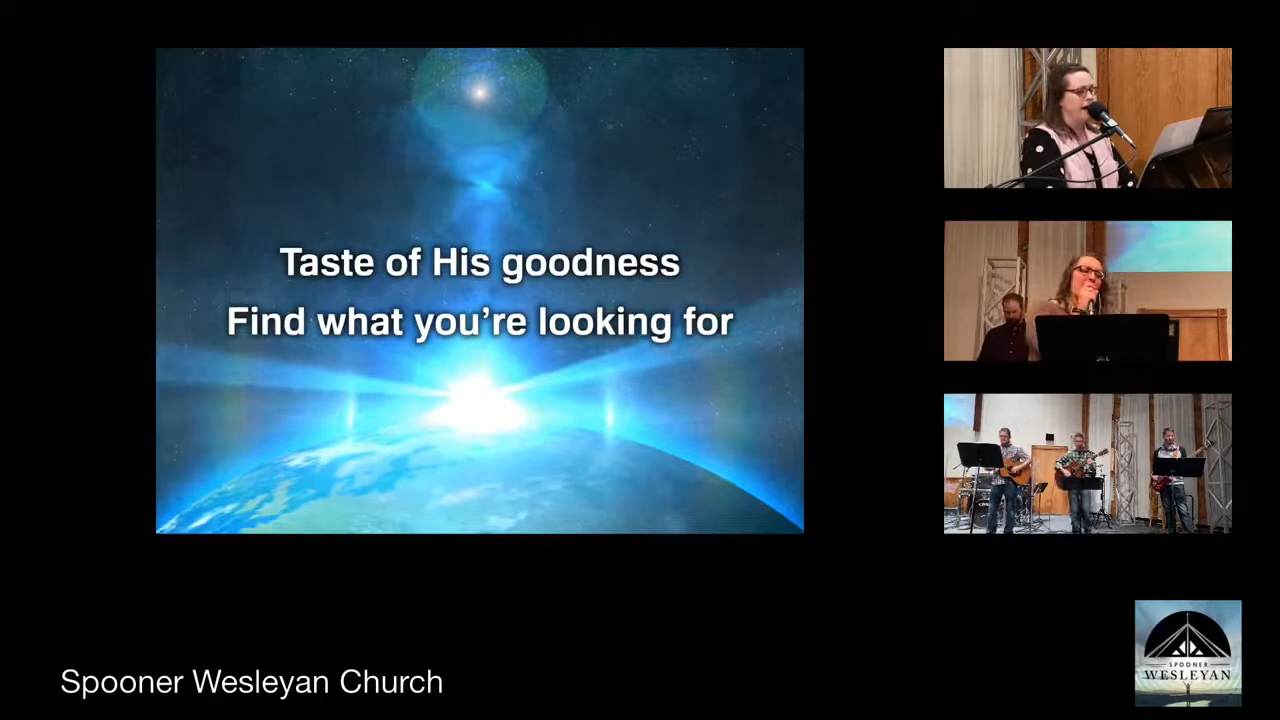 Taste of His goodness
Find what you're looking for
Spooner Wesleyan Church
SPOONER
WESLEYAN